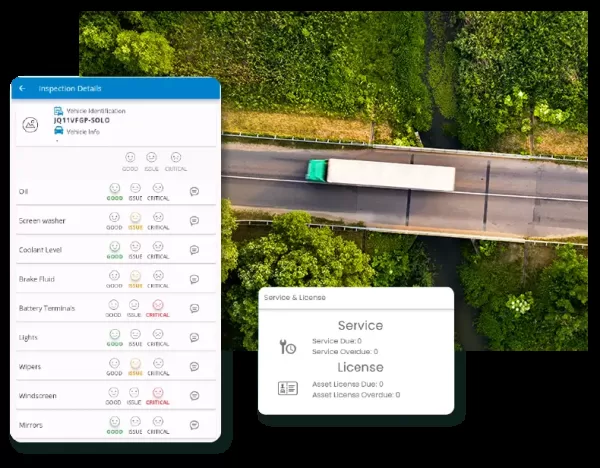 Inspection Details
Vehicle Identification
JQ11VFGP-SOLO
Vehicle Info
GOOD ISSUE CRITICAL
Oil GOOD ISSUE CRITICAL
Screen washer GOOD ISSUE CRITICAL
Coolant Level GOOD ISSUE CRITICAL
Brake Fluid GOOD ISSUE CRITICAL
Battery Terminals GOOD ISSUE CRITICAL
Lights GOOD ISSUE CRITICAL
Wipers GOOD ISSUE CRITICAL
Windscreen GOOD ISSUE CRITICAL
Mirrors GOOD ISSUE CRITICAL
Service & License
Service
Service Due: 0
Service Overdue: 0
License
Asset License Due: 0
Asset License Overdue: 0